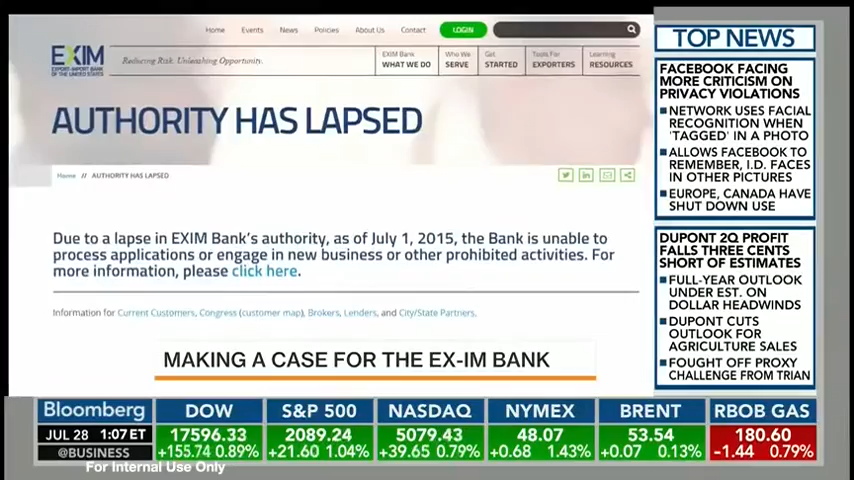 Home Events News Policies About Us Contact LOGIN
EXIM
EXPORT-IMPORT BANK
OF THE UNITED STATES
Reducing Risk. Unleashing Opportunity.
EXIM Bank
WHAT WE DO
Who We
SERVE
Get
STARTED
Tools For
EXPORTERS
Learning
RESOURCES
AUTHORITY HAS LAPSED
Home // AUTHORITY HAS LAPSED
Due to a lapse in EXIM Bank's authority, as of July 1, 2015, the Bank is unable to
process applications or engage in new business or other prohibited activities. For
more information, please click here.
Information for Current Customers, Congress (customer map), Brokers, Lenders, and City/State Partners.
MAKING A CASE FOR THE EX-IM BANK
TOP NEWS
FACEBOOK FACING
MORE CRITICISM ON
PRIVACY VIOLATIONS
NETWORK USES FACIAL
RECOGNITION WHEN
'TAGGED' IN A PHOTO
ALLOWS FACEBOOK TO
REMEMBER, I.D. FACES
IN OTHER PICTURES
EUROPE, CANADA HAVE
SHUT DOWN USE
DUPONT 2Q PROFIT
FALLS THREE CENTS
SHORT OF ESTIMATES
FULL-YEAR OUTLOOK
UNDER EST. ON
DOLLAR HEADWINDS
DUPONT CUTS
OUTLOOK FOR
AGRICULTURE SALES
FOUGHT OFF PROXY
CHALLENGE FROM TRIAN
Bloomberg
JUL 28 1:07 ET
@BUSINESS
DOW
17596.33
+155.74 0.89%
S&P 500
2089.24
+21.60 1.04%
NASDAQ
5079.43
+39.65 0.79%
NYMEX
48.07
+0.68 1.43%
BRENT
53.54
+0.07 0.13%
RBOB GAS
180.60
-1.44 0.79%
For Internal Use Only